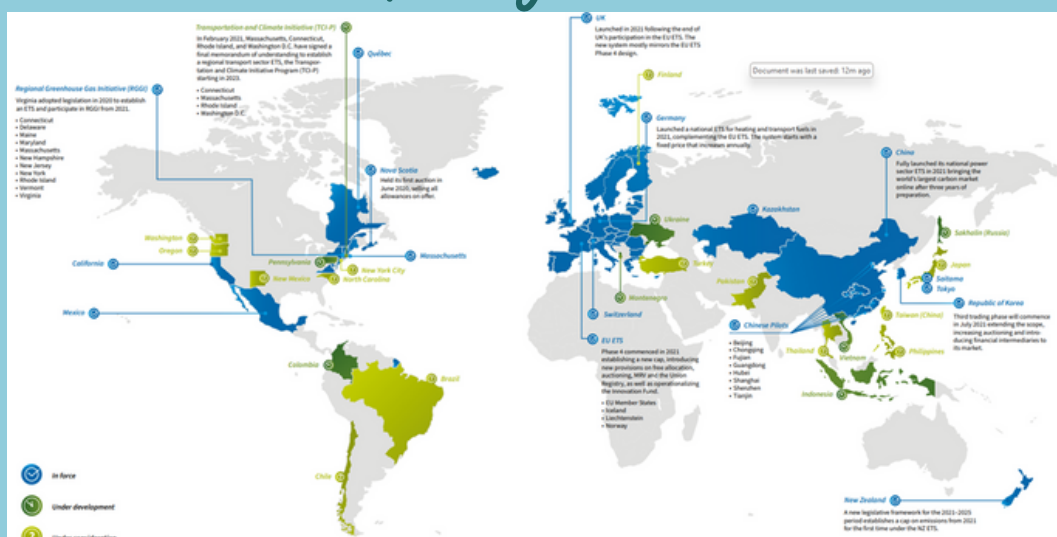 Transportation and Climate Initiative (TCI-P)
In February 2021, Massachusetts, Connecticut,
Rhode Island, and Washington D.C. have signed a
final memorandum of understanding to establish
a regional transport sector ETS, the Transpor-
tation and Climate Initiative Program (TCI-P)
starting in 2023.
• Connecticut
• Massachusetts
• Rhode Island
• Washington D.C.
Québec
Regional Greenhouse Gas Initiative (RGGI)
Virginia adopted legislation in 2020 to establish
an ETS and participate in RGGI from 2021.
• Connecticut
• Delaware
• Maine
• Maryland
• Massachusetts
• New Hampshire
• New Jersey
• New York
• Rhode Island
• Vermont
• Virginia
Nova Scotia
Held its first auction in
June 2020, selling all
allowances on offer.
Washington
Oregon
California
Mexico
Pennsylvania
New Mexico
Massachusetts
New York City
North Carolina
Colombia
Brazil
Chile
In force
Under development
Under consideration
UK
Launched in 2021 following the end of
UK's participation in the EU ETS. The
new system mostly mirrors the EU ETS
Phase 4 design.
Finland
Document was last saved: 12m ago
Germany
Launched a national ETS for heating and transport fuels in
2021, complementing the EU ETS. The system starts with a
fixed price that increases annually.
China
Fully launched its national power
sector ETS in 2021 bringing the
world's largest carbon market
online after three years of
preparation.
Kazakhstan
Ukraine
Sakhalin (Russia)
Turkey
Pakistan
Japan
Saitama
Tokyo
Montenegro
Switzerland
Republic of Korea
Third trading phase will commence
in July 2021 extending the scope,
increasing auctioning and intro-
ducing financial intermediaries to
its market.
Taiwan (China)
Chinese Pilots
• Beijing
• Chongqing
• Fujian
• Guangdong
• Hubei
• Shanghai
• Shenzhen
• Tianjin
EU ETS
Phase 4 commenced in 2021
establishing a new cap, introducing
new provisions on free allocation,
auctioning, MRV and the Union
Registry, as well as operationalizing
the Innovation Fund.
• EU Member States
• Iceland
• Liechtenstein
• Norway
Thailand
Vietnam
Philippines
Indonesia
New Zealand
A new legislative framework for the 2021–2025
period establishes a cap on emissions from 2021
for the first time under the NZ ETS.